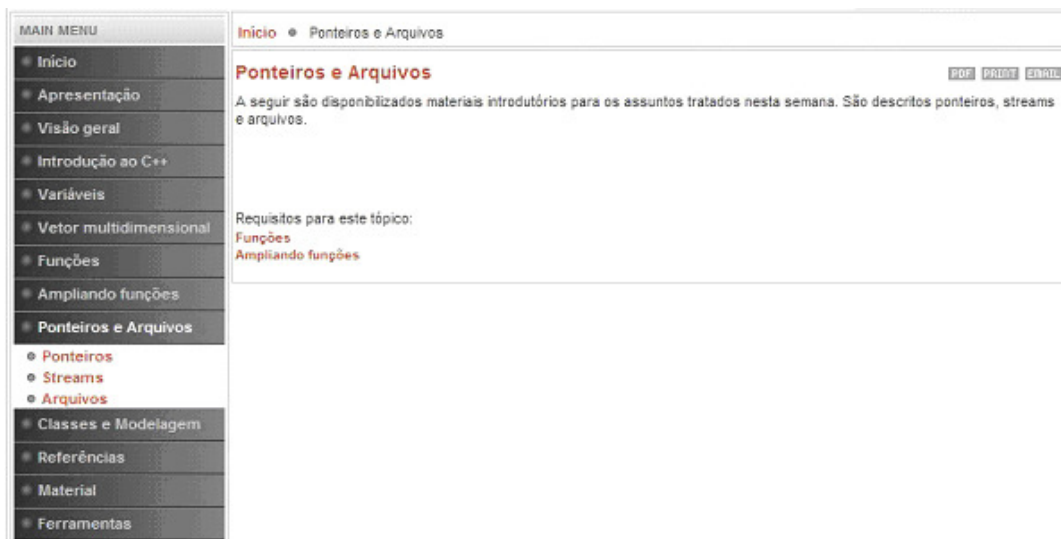 MAIN MENU
Início
Apresentação
Visão geral
Introdução ao C++
Variáveis
Vetor multidimensional
Funções
Ampliando funções
Ponteiros e Arquivos
Ponteiros
Streams
Arquivos
Classes e Modelagem
Referências
Material
Ferramentas
Início Ponteiros e Arquivos
Ponteiros e Arquivos
PDF PRINT EMAIL
A seguir são disponibilizados materiais introdutórios para os assuntos tratados nesta semana. São descritos ponteiros, streams
e arquivos.
Requisitos para este tópico:
Funções
Ampliando funções